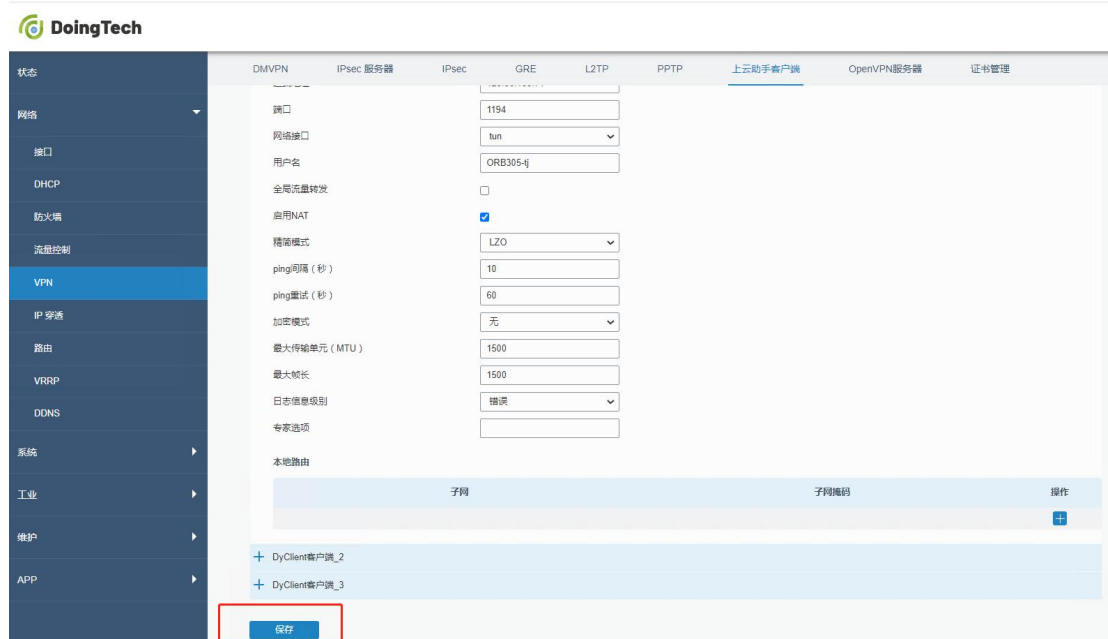 DoingTech
状态
网络
接口
DHCP
防火墙
流量控制
VPN
IP 穿透
路由
VRRP
DDNS
系统
工业
维护
APP
DMVPN IPsec 服务器 IPsec GRE L2TP PPTP 上云助手客户端 OpenVPN服务器 证书管理
端口 1194
网络接口 tun
用户名 ORB305-tj
全局流量转发
启用NAT
精简模式 LZO
ping间隔（秒） 10
ping重试（秒） 60
加密模式 无
最大传输单元（MTU） 1500
最大帧长 1500
日志信息级别 错误
专家选项
本地路由
子网 子网掩码 操作
DyClient客户端_2
DyClient客户端_3
保存